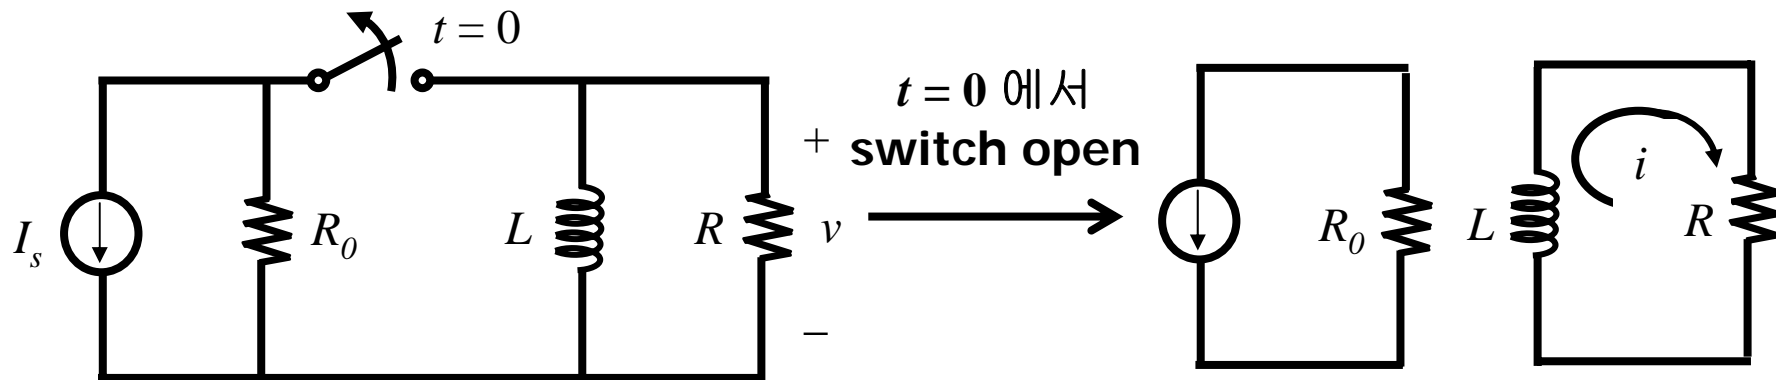 t = 0
I_s
R_0
L
R
+
v
–
t = 0 에서
switch open
R_0
L
i
R